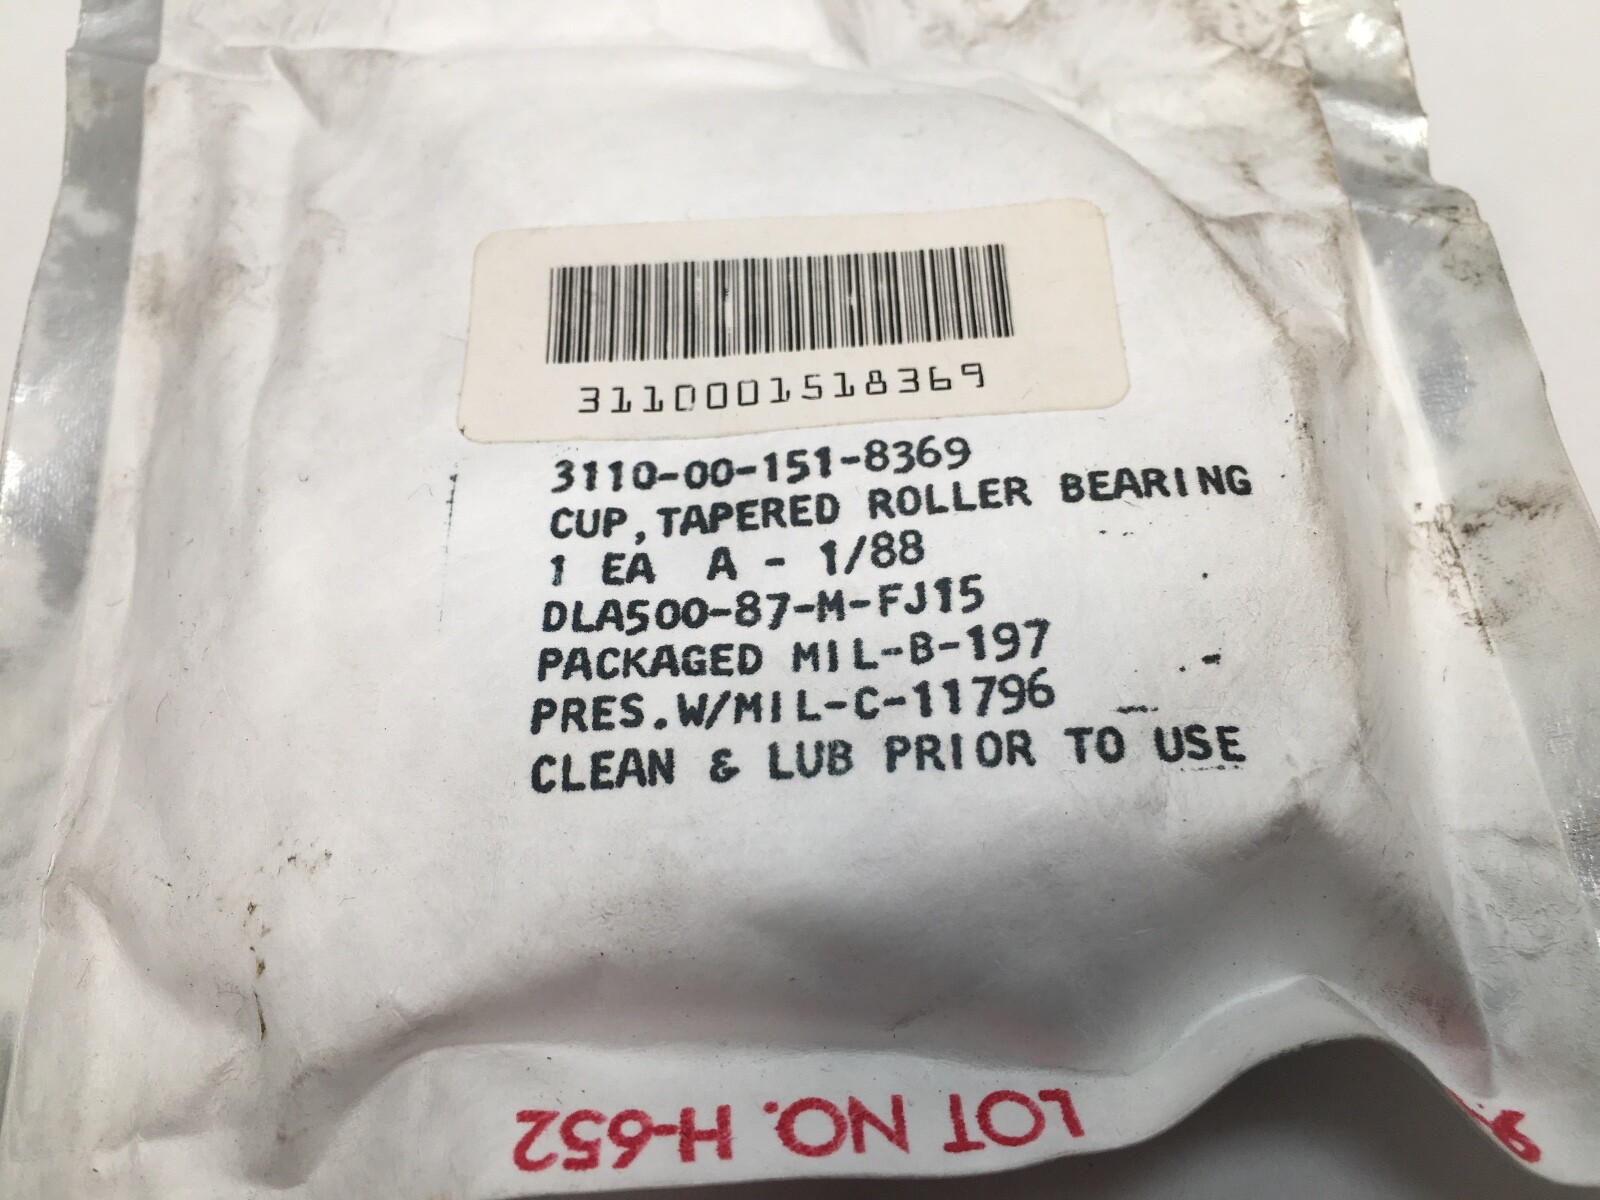 3110001518369
3110-00-151-8369
CUP,TAPERED ROLLER BEARING
1 EA A - 1/88
DLA500-87-M-FJ15
PACKAGED MIL-B-197
PRES.W/MIL-C-11796
CLEAN & LUB PRIOR TO USE
LOT NO. H-652